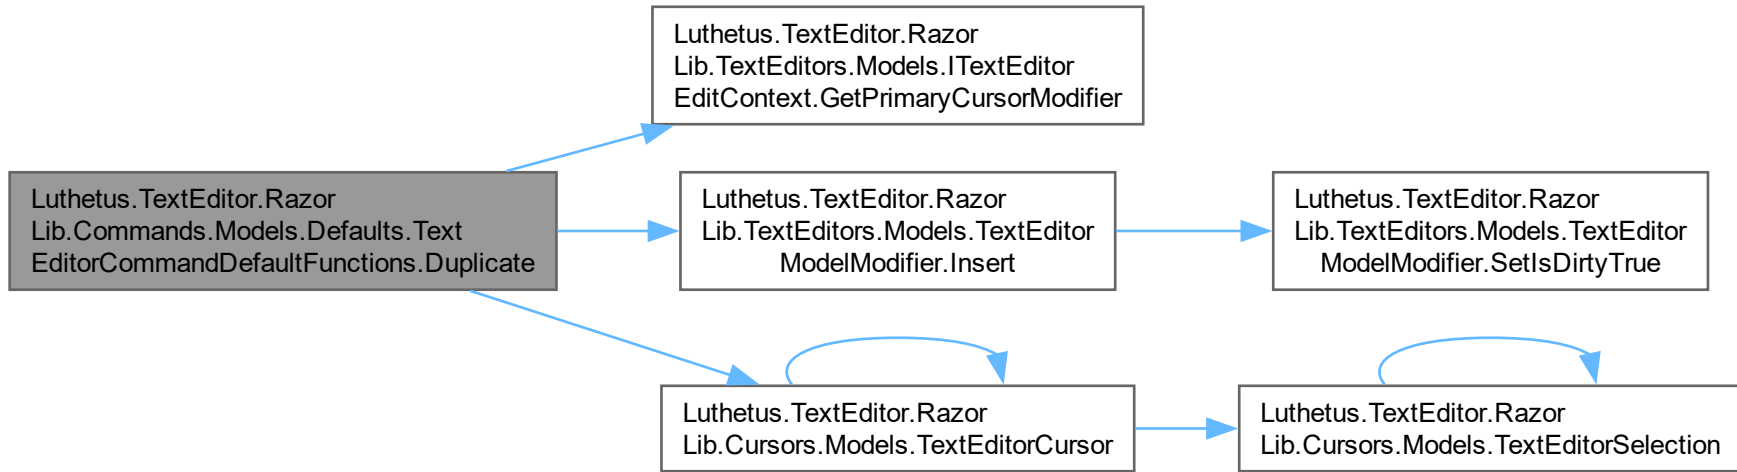 Luthetus.TextEditor.Razor
Lib.TextEditors.Models.ITextEditor
EditContext.GetPrimaryCursorModifier
Luthetus.TextEditor.Razor
Lib.Commands.Models.Defaults.Text
EditorCommandDefaultFunctions.Duplicate
Luthetus.TextEditor.Razor
Lib.TextEditors.Models.TextEditor
ModelModifier.Insert
Luthetus.TextEditor.Razor
Lib.TextEditors.Models.TextEditor
ModelModifier.SetIsDirtyTrue
Luthetus.TextEditor.Razor
Lib.Cursors.Models.TextEditorCursor
Luthetus.TextEditor.Razor
Lib.Cursors.Models.TextEditorSelection